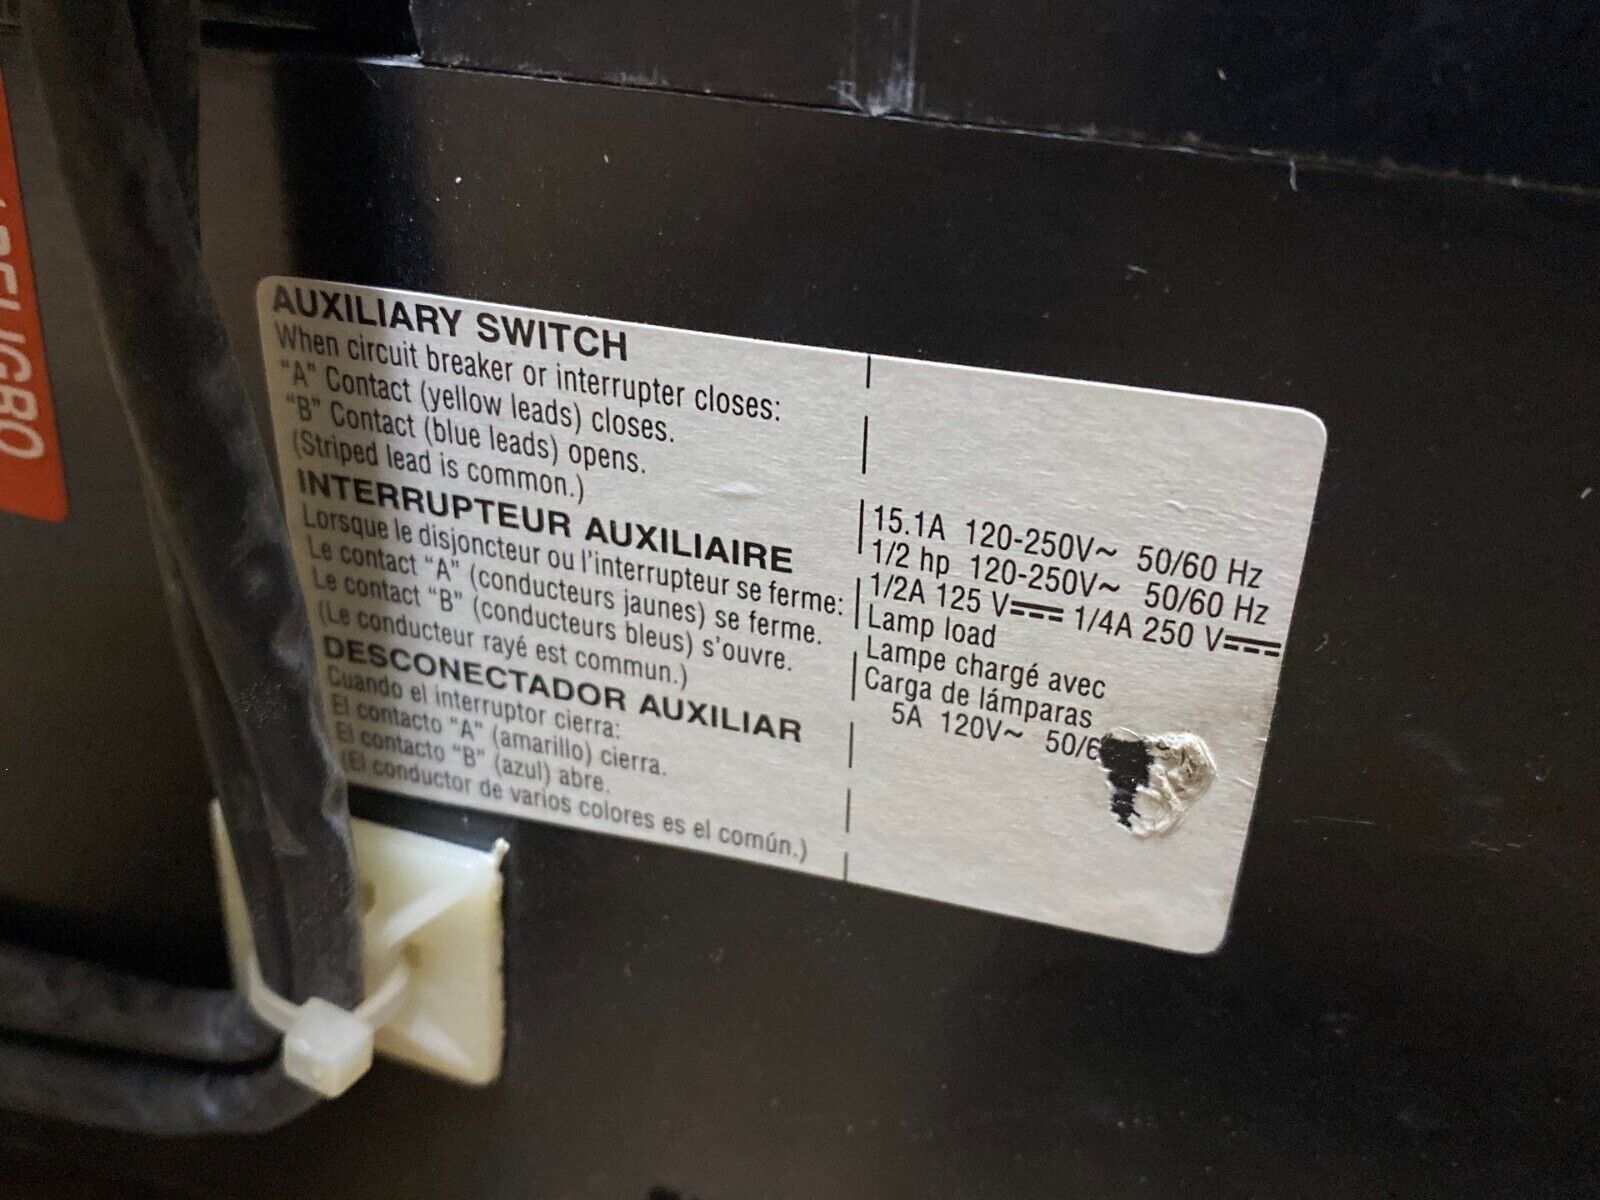 AUXILIARY SWITCH
When circuit breaker or interrupter closes:
"A" Contact (yellow leads) closes.
"B" Contact (blue leads) opens.
(Striped lead is common.)
INTERRUPTEUR AUXILIAIRE
Lorsque le disjoncteur ou l'interrupteur se ferme:
Le contact "A" (conducteurs jaunes) se ferme.
Le contact "B" (conducteurs bleus) s'ouvre.
(Le conducteur rayé est commun.)
DESCONECTADOR AUXILIAR
Cuando el interruptor cierra:
El contacto "A" (amarillo) cierra.
El contacto "B" (azul) abre.
(El conductor de varios colores es el común.)
15.1A 120-250V~ 50/60 Hz
1/2 hp 120-250V~ 50/60 Hz
1/2A 125 V⎓ 1/4A 250 V⎓
Lamp load
Lampe chargé avec
Carga de lámparas
5A 120V~ 50/6